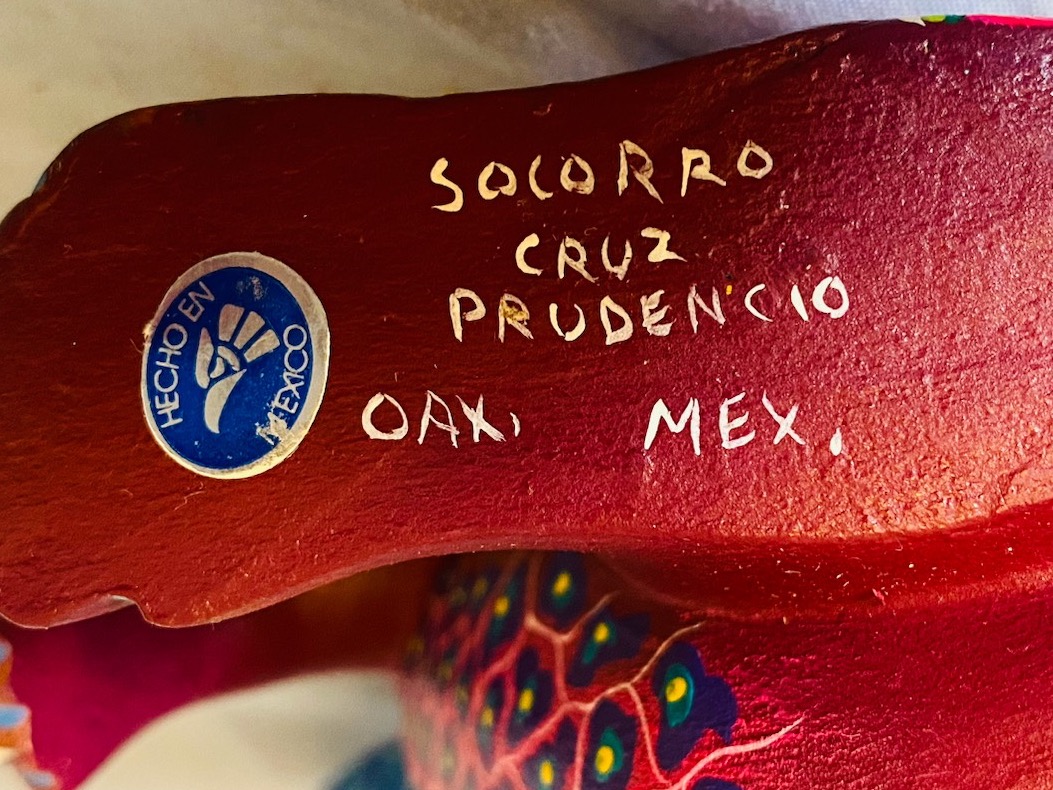 SOCORRO
CRUZ
PRUDENCIO
OAX, MEX.
HECHO EN
MEXICO